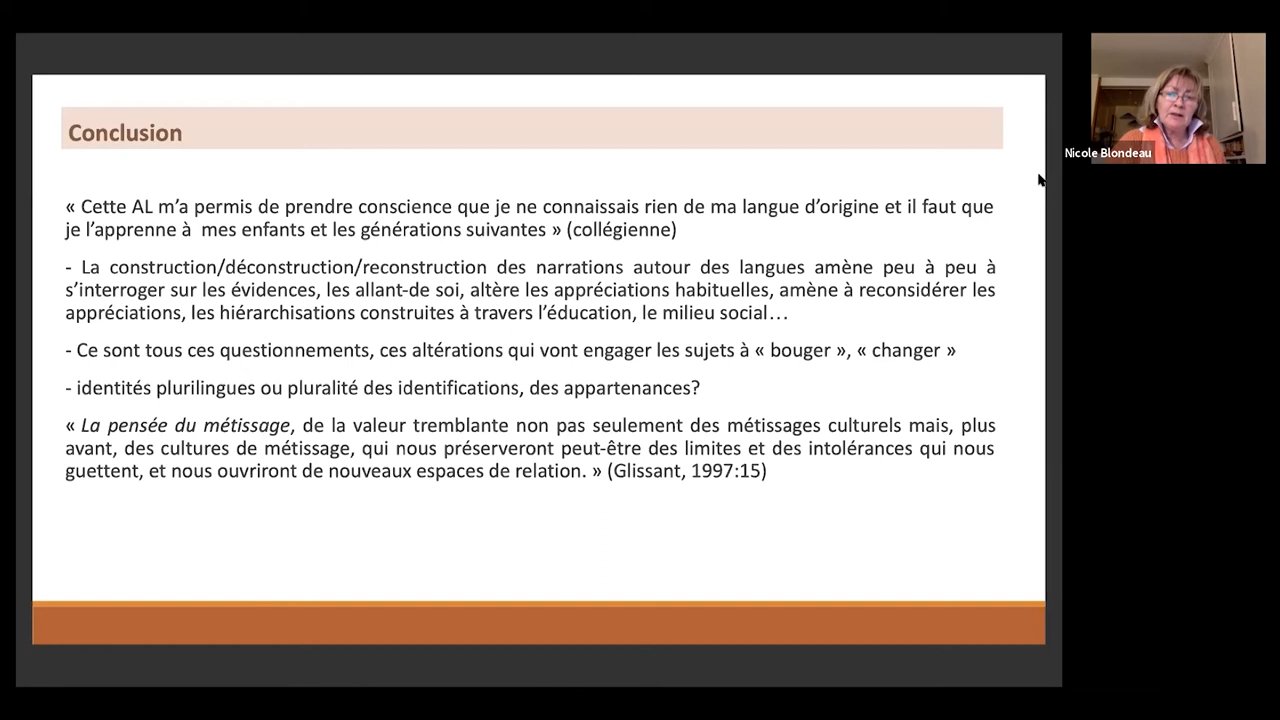 Conclusion
« Cette AL m’a permis de prendre conscience que je ne connaissais rien de ma langue d’origine et il faut que
je l’apprenne à mes enfants et les générations suivantes » (collégienne)
- La construction/déconstruction/reconstruction des narrations autour des langues amène peu à peu à
s’interroger sur les évidences, les allant-de soi, altère les appréciations habituelles, amène à reconsidérer les
appréciations, les hiérarchisations construites à travers l’éducation, le milieu social…
- Ce sont tous ces questionnements, ces altérations qui vont engager les sujets à « bouger », « changer »
- identités plurilingues ou pluralité des identifications, des appartenances?
« La pensée du métissage, de la valeur tremblante non pas seulement des métissages culturels mais, plus
avant, des cultures de métissage, qui nous préserveront peut-être des limites et des intolérances qui nous
guettent, et nous ouvriront de nouveaux espaces de relation. » (Glissant, 1997:15)
Nicole Blondeau